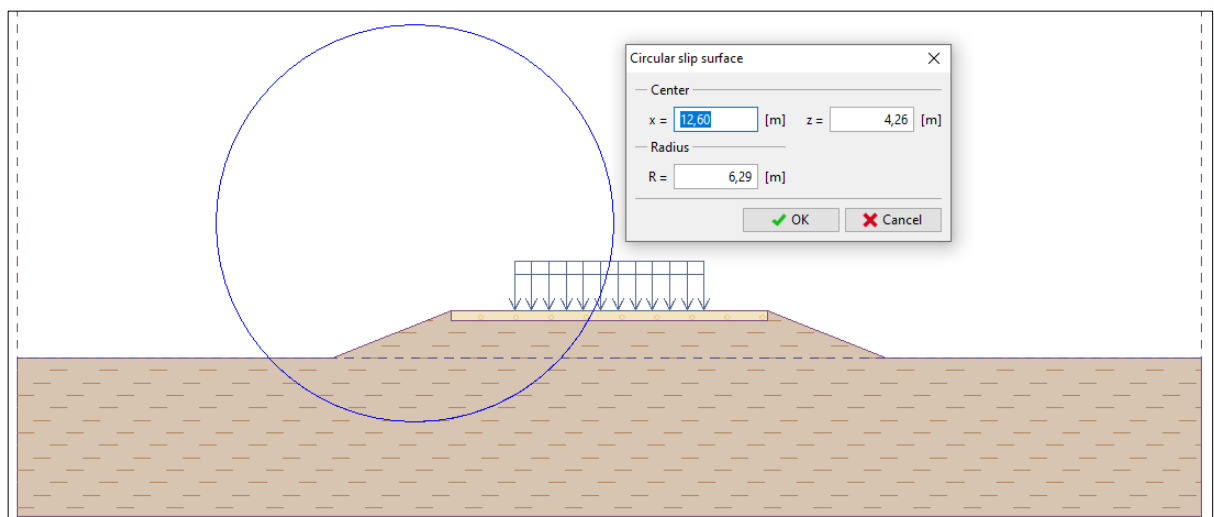 Circular slip surface
Center
x = 12,60 [m] z = 4,26 [m]
Radius
R = 6,29 [m]
OK Cancel